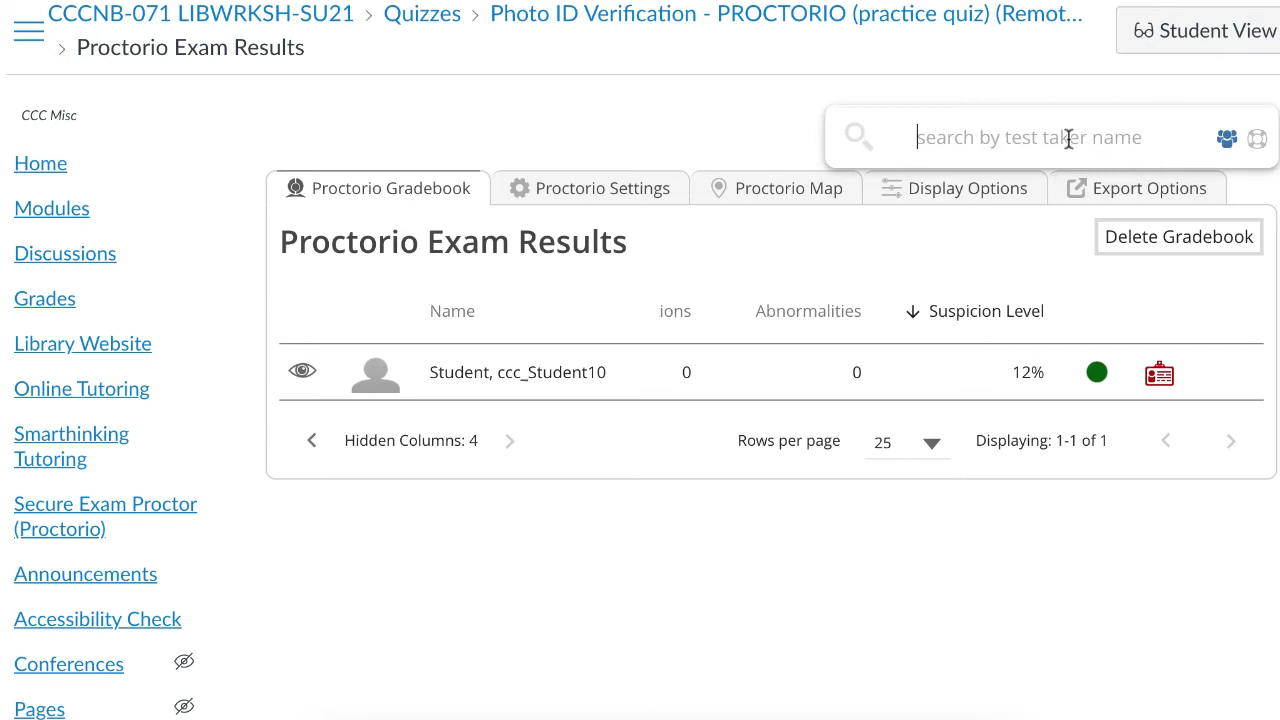 CCCNB-071 LIBWRKSH-SU21 › Quizzes › Photo ID Verification - PROCTORIO (practice quiz) (Remot...
› Proctorio Exam Results
Student View
CCC Misc
search by test taker name
Home
Modules
Discussions
Grades
Library Website
Online Tutoring
Smarthinking
Tutoring
Secure Exam Proctor
(Proctorio)
Announcements
Accessibility Check
Conferences
Pages
Proctorio Gradebook Proctorio Settings Proctorio Map Display Options Export Options
Proctorio Exam Results
Delete Gradebook
Name ions Abnormalities Suspicion Level
Student, ccc_Student10 0 0 12%
Hidden Columns: 4 Rows per page 25 Displaying: 1-1 of 1